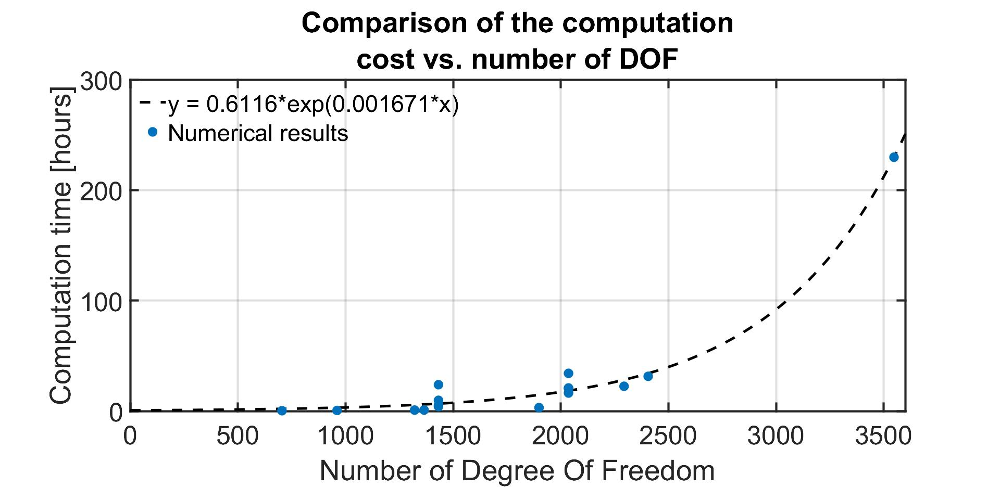 Comparison of the computation
cost vs. number of DOF
y = 0.6116*exp(0.001671*x)
Numerical results
Computation time [hours]
300
200
100
0
0 500 1000 1500 2000 2500 3000 3500
Number of Degree Of Freedom